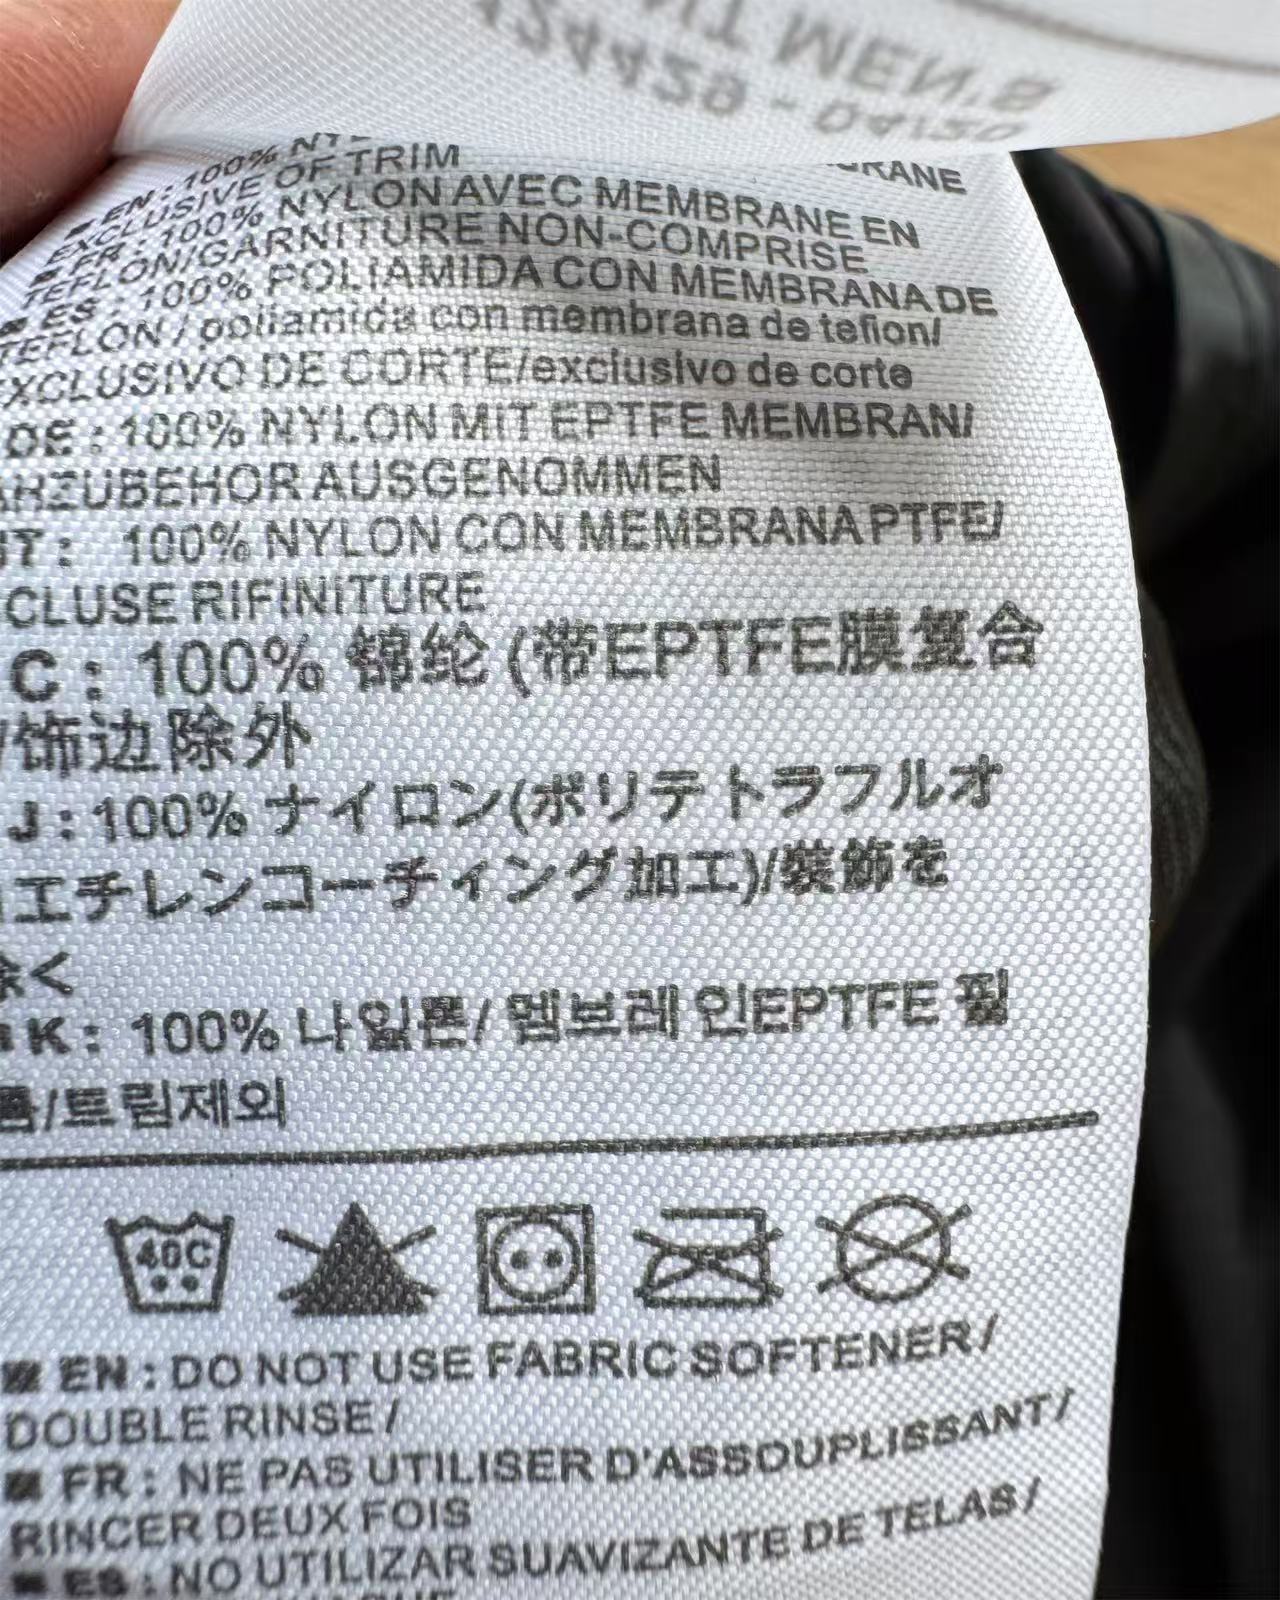 MEN'S
■ EN : 100%
EXCLUSIVE OF TRIM
■ FR : 100% NYLON AVEC MEMBRANE EN
TEFLON/GARNITURE NON-COMPRISE
■ ES : 100% POLIAMIDA CON MEMBRANA DE
TEFLON / poliamida con membrana de teflon/
XCLUSIVO DE CORTE/exclusivo de corte
DE : 100% NYLON MIT EPTFE MEMBRAN/
AUSGENOMMEN
IT : 100% NYLON CON MEMBRANA PTFE/
CLUSE RIFINITURE
C : 100% 锦纶 (带EPTFE膜复合
/饰边除外
J : 100% ナイロン(ポリテトラフルオ
エチレンコーティング加工)/装飾を
除く
K : 100% 나일론/ 멤브레 인EPTFE 필
름/트림제외
40C
■ EN : DO NOT USE FABRIC SOFTENER/
DOUBLE RINSE /
■ FR : NE PAS UTILISER D'ASSOUPLISSANT/
RINCER DEUX FOIS
■ ES : NO UTILIZAR SUAVIZANTE DE TELAS/